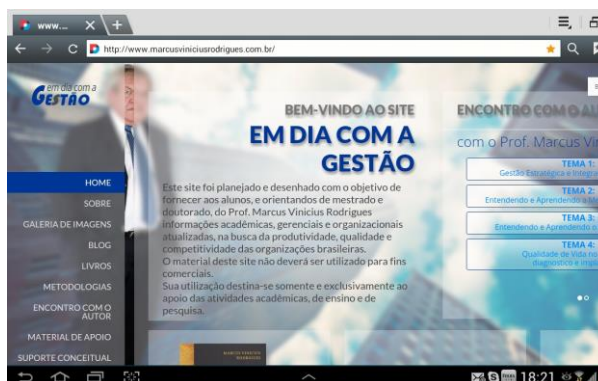 www....
http://www.marcusviniciusrodrigues.com.br/
em dia com a
GESTÃO
HOME
SOBRE
GALERIA DE IMAGENS
BLOG
LIVROS
METODOLOGIAS
ENCONTRO COM O
AUTOR
MATERIAL DE APOIO
SUPORTE CONCEITUAL
BEM-VINDO AO SITE
EM DIA COM A
GESTÃO
Este site foi planejado e desenhado com o objetivo de
fornecer aos alunos, e orientandos de mestrado e
doutorado, do Prof. Marcus Vinicius Rodrigues
informações acadêmicas, gerenciais e organizacionais
atualizadas, na busca da produtividade, qualidade e
competitividade das organizações brasileiras.
O material deste site não deverá ser utilizado para fins
comerciais.
Sua utilização destina-se somente e exclusivamente ao
apoio das atividades acadêmicas, de ensino e de
pesquisa.
MARCUS VINICIUS
RODRIGUES
ENCONTRO COM O AU
com o Prof. Marcus Vin
TEMA 1:
Gestão Estratégica e Integra
TEMA 2:
Entendendo e Aprendendo a M
TEMA 3:
Entendendo e Aprendendo o
TEMA 4:
Qualidade de Vida no
diagnostico e
18:21